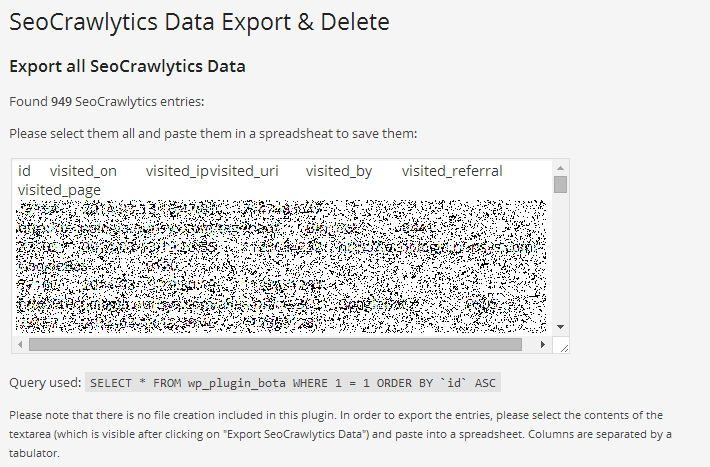 SeoCrawlytics Data Export & Delete
Export all SeoCrawlytics Data
Found 949 SeoCrawlytics entries:
Please select them all and paste them in a spreadsheat to save them:
id visited_on visited_ip visited_uri visited_by visited_referral
visited_page
Query used: SELECT * FROM wp_plugin_bota WHERE 1 = 1 ORDER BY `id` ASC
Please note that there is no file creation included in this plugin. In order to export the entries, please select the contents of the
textarea (which is visible after clicking on "Export SeoCrawlytics Data") and paste into a spreadsheet. Columns are separated by a
tabulator.